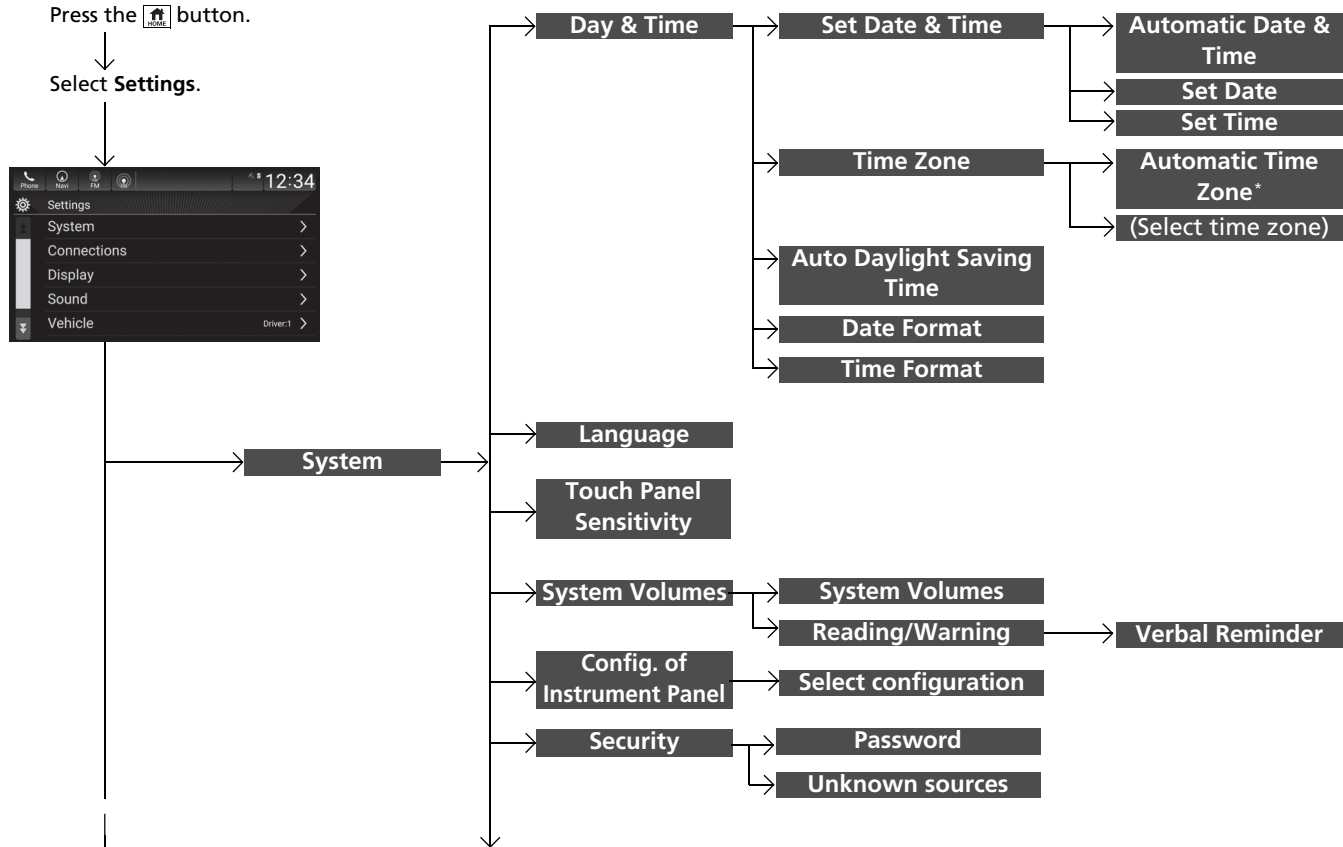 Press the HOME button.
Select Settings.
Phone
Navi
FM
12:34
Settings
System
Connections
Display
Sound
Vehicle
Driver:1
System
Day & Time
Set Date & Time
Automatic Date &
Time
Set Date
Set Time
Time Zone
Automatic Time
Zone*
(Select time zone)
Auto Daylight Saving
Time
Date Format
Time Format
Language
Touch Panel
Sensitivity
System Volumes
System Volumes
Reading/Warning
Verbal Reminder
Config. of
Instrument Panel
Select configuration
Security
Password
Unknown sources